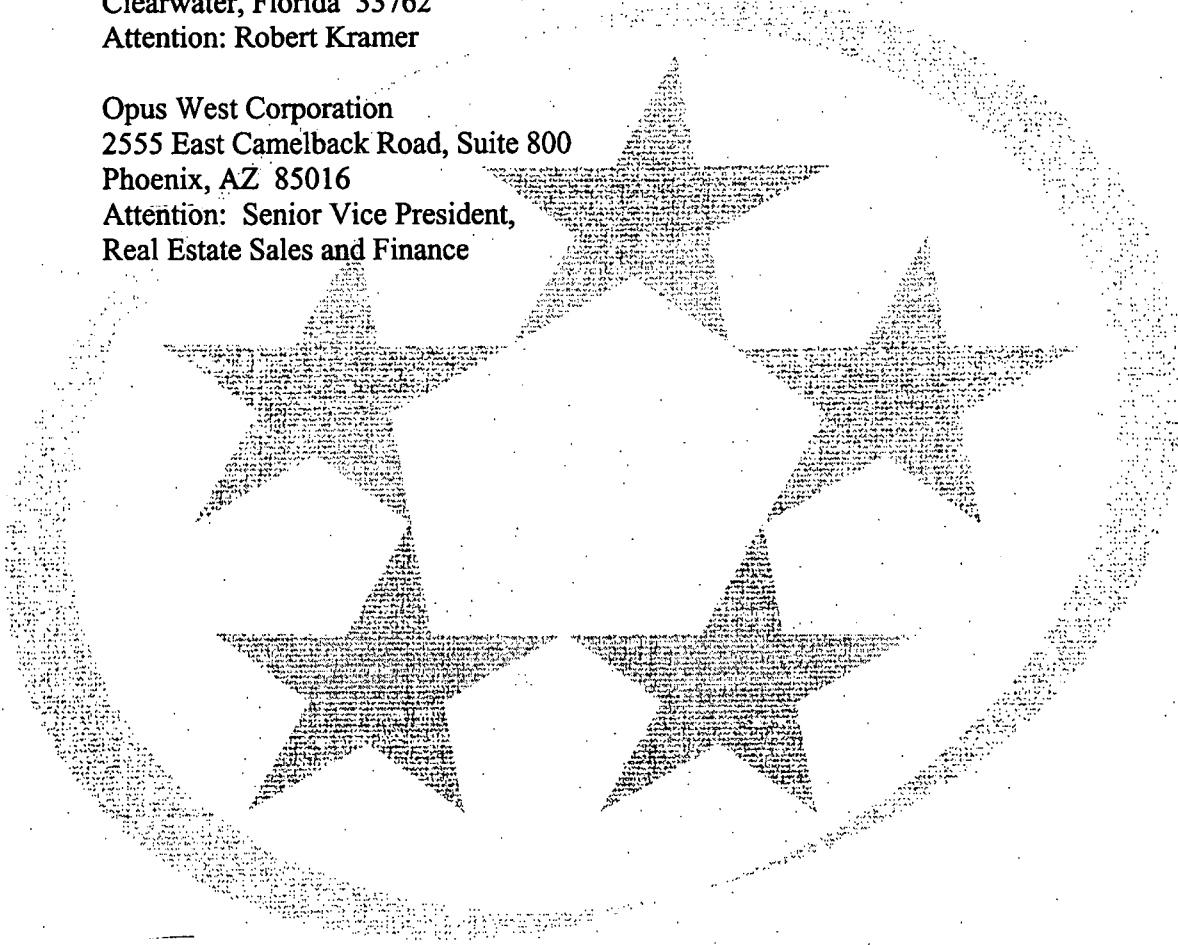 Clearwater, Florida 33762
Attention: Robert Kramer
Opus West Corporation
2555 East Camelback Road, Suite 800
Phoenix, AZ 85016
Attention: Senior Vice President,
Real Estate Sales and Finance